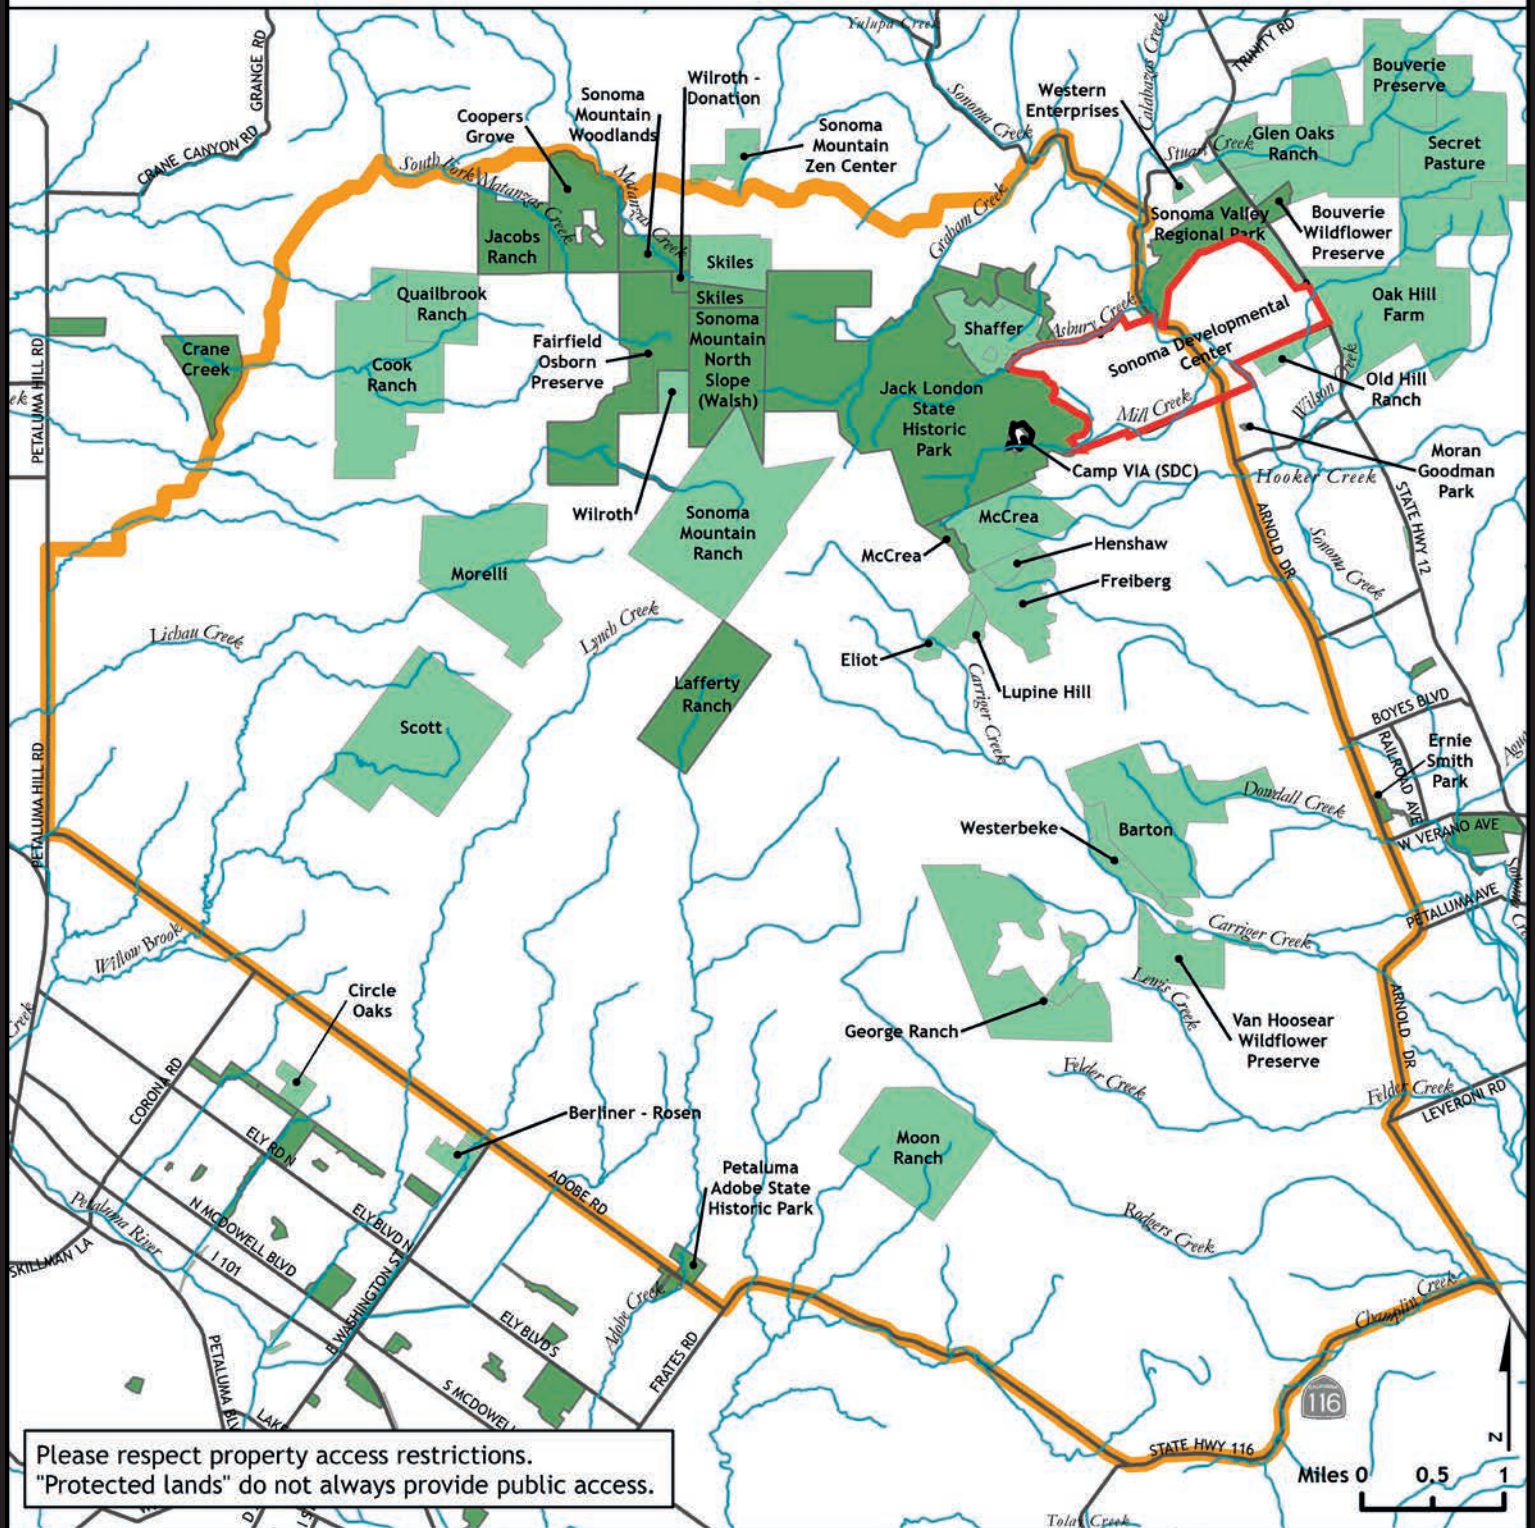 Yulupa Creek
GRANGE RD
CRANE CANYON RD
Coopers
Grove
Sonoma
Mountain
Woodlands
Wilroth -
Donation
Sonoma
Mountain
Zen Center
Sonoma Creek
Western
Enterprises
Calabazas Creek
TRINITY RD
Bouverie
Preserve
Stuart Creek
Glen Oaks
Ranch
Secret
Pasture
South Fork Matanzas Creek
Matanzas Creek
Graham Creek
Sonoma Valley
Regional Park
Bouverie
Wildflower
Preserve
Jacobs
Ranch
Skiles
Skiles
Quailbrook
Ranch
Sonoma
Mountain
North
Slope
(Walsh)
Fairfield
Osborn
Preserve
Crane
Creek
Cook
Ranch
PETALUMA HILL RD
ek
Shaffer
Asbury Creek
Sonoma Developmental
Center
Oak Hill
Farm
Jack London
State
Historic
Park
Mill Creek
Wilson Creek
Old Hill
Ranch
Camp VIA (SDC)
Hooker Creek
Moran
Goodman
Park
Wilroth
Sonoma
Mountain
Ranch
McCrea
McCrea
Henshaw
Freiberg
ARNOLD DR
STATE HWY 12
Sonoma Creek
Morelli
Lichau Creek
Lynch Creek
Eliot
Lupine Hill
Carriger Creek
Lafferty
Ranch
Scott
PETALUMA HILL RD
BOYES BLVD
RAILROAD AVE
Ernie
Smith
Park
Agua
Dowdall Creek
Westerbeke
Barton
W VERANO AVE
PETALUMA AVE
Carriger Creek
Willow Brook
Creek
Circle
Oaks
George Ranch
Lewis Creek
Van Hoosear
Wildflower
Preserve
ARNOLD DR
Felder Creek
Felder Creek
LEVERONI RD
CORONA RD
ELY RD N
Berliner - Rosen
Moon
Ranch
Petaluma
Adobe State
Historic Park
ADOBE RD
ELY BLVD N
N MCDOWELL BLVD
Petaluma River
I 101
SKILLMAN LA
E WASHINGTON ST
Rodgers Creek
Champlin Creek
Adobe Creek
ELY BLVD S
FRATES RD
PETALUMA BLV
S MCDOWEL
LAKE
CALIFORNIA
116
STATE HWY 116
N
Miles 0 0.5 1
Please respect property access restrictions.
"Protected lands" do not always provide public access.
Tolay Creek